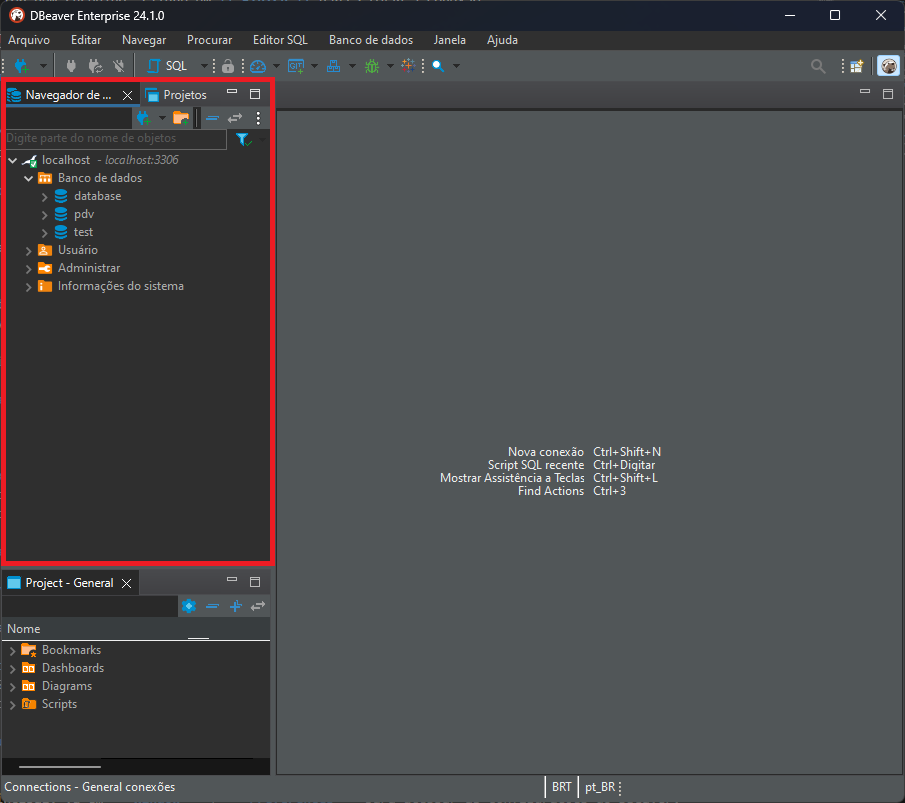 DBeaver Enterprise 24.1.0
Arquivo Editar Navegar Procurar Editor SQL Banco de dados Janela Ajuda
SQL
Navegador de ... Projetos
Digite parte do nome de objetos
localhost - localhost:3306
Banco de dados
database
pdv
test
Usuário
Administrar
Informações do sistema
Nova conexão Ctrl+Shift+N
Script SQL recente Ctrl+Digitar
Mostrar Assistência a Teclas Ctrl+Shift+L
Find Actions Ctrl+3
Project - General
Nome
Bookmarks
Dashboards
Diagrams
Scripts
Connections - General conexões BRT pt_BR